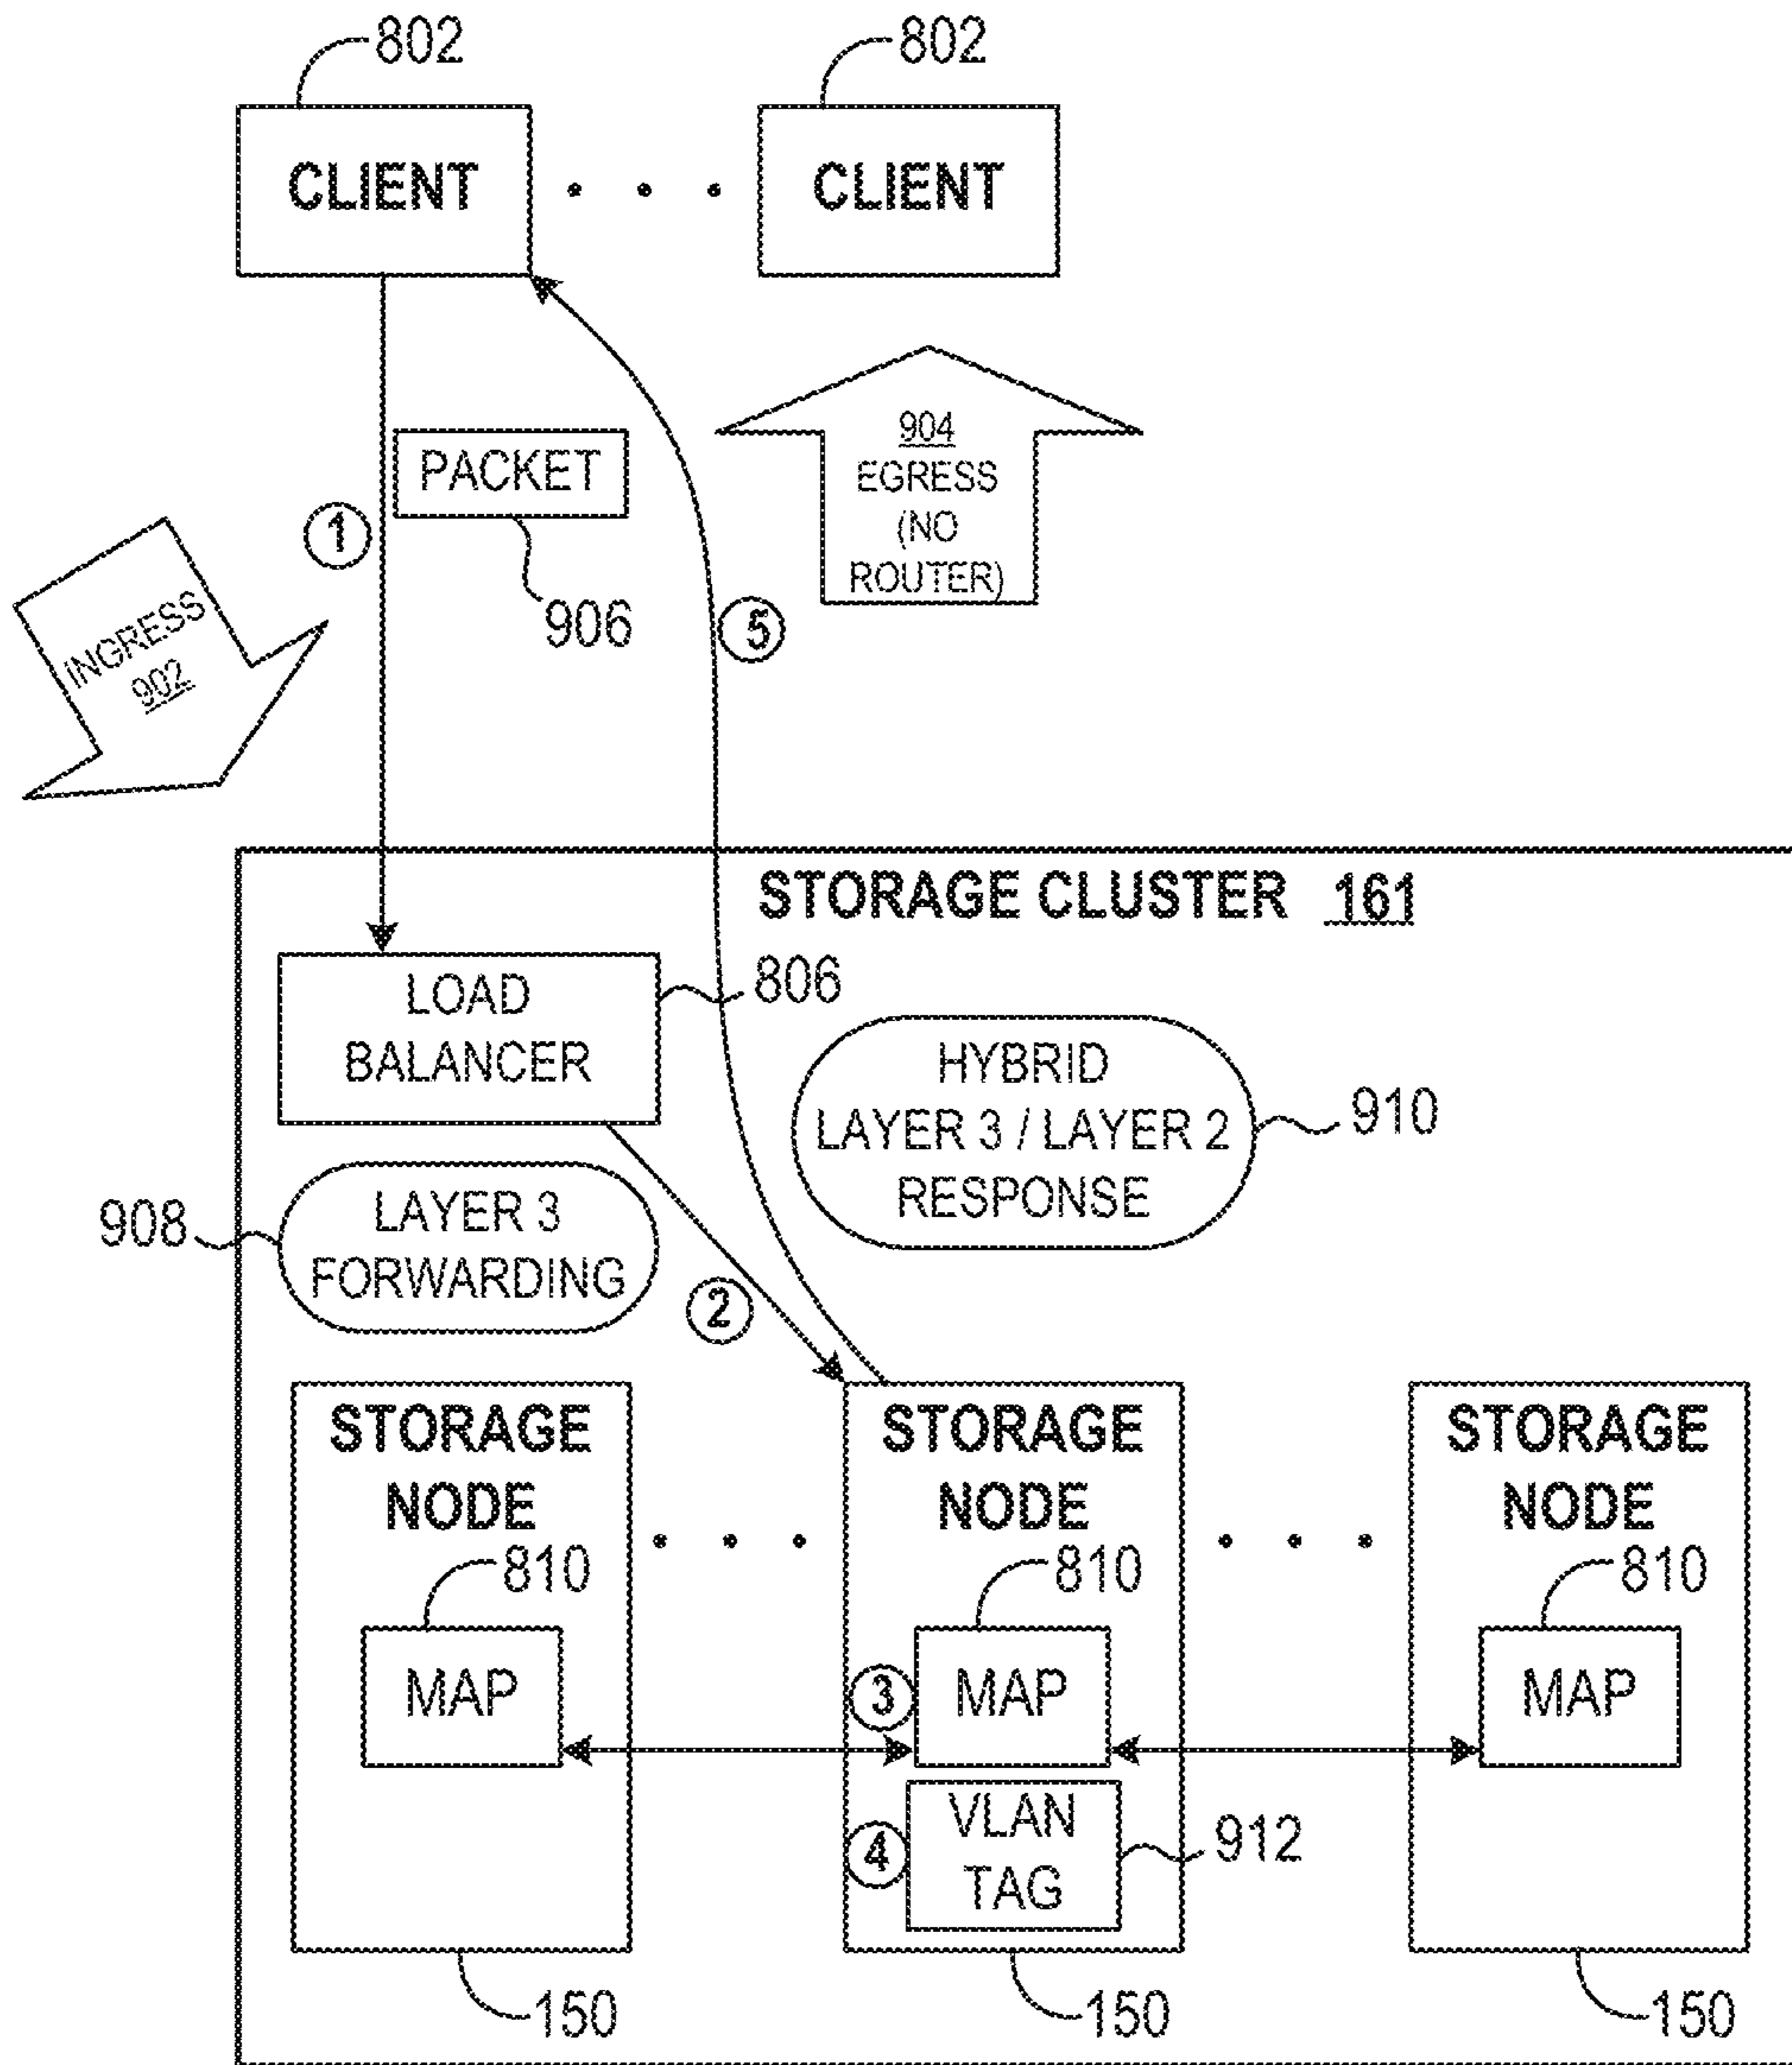 802
802
CLIENT
CLIENT
PACKET
906
1
INGRESS
902
904
EGRESS
(NO
ROUTER)
5
STORAGE CLUSTER 161
LOAD
BALANCER
806
HYBRID
LAYER 3 / LAYER 2
RESPONSE
910
908
LAYER 3
FORWARDING
2
STORAGE
NODE
810
MAP
150
STORAGE
NODE
810
3
MAP
4
VLAN
TAG
912
150
STORAGE
NODE
810
MAP
150